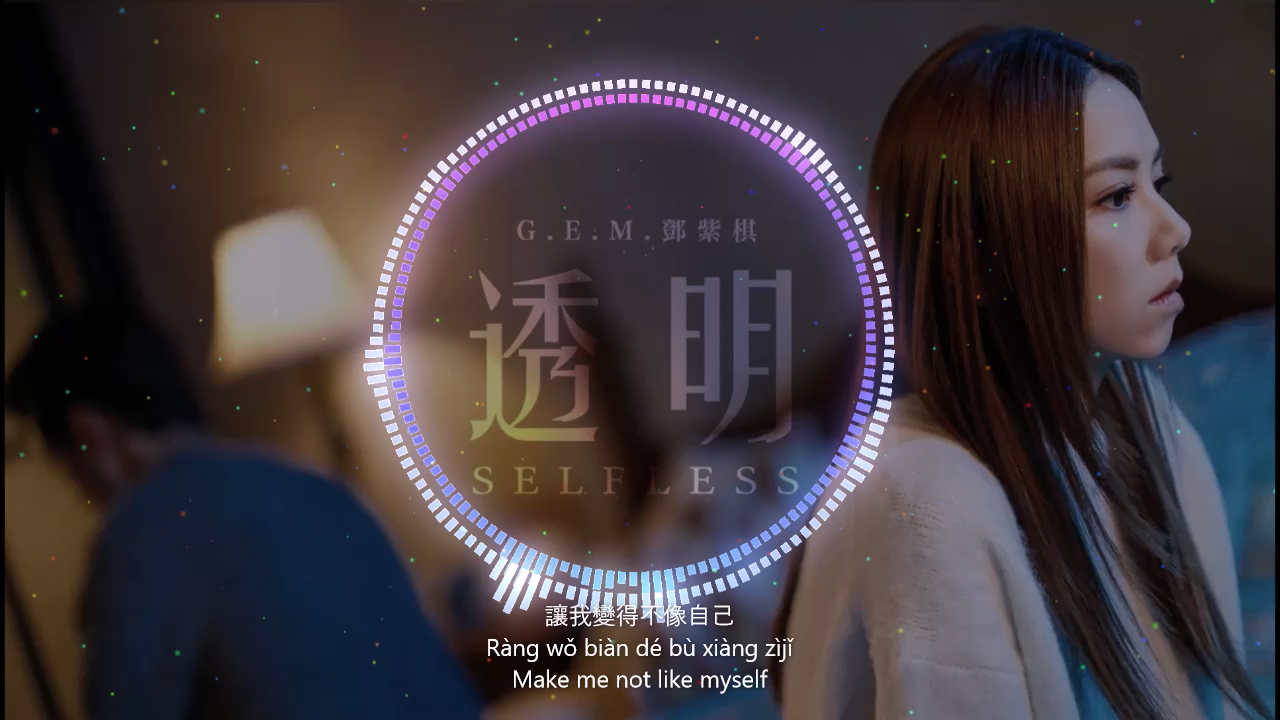 G.E.M.鄧紫棋
透明
SELFLESS
讓我變得不像自己
Ràng wǒ biàn dé bù xiàng zìjǐ
Make me not like myself